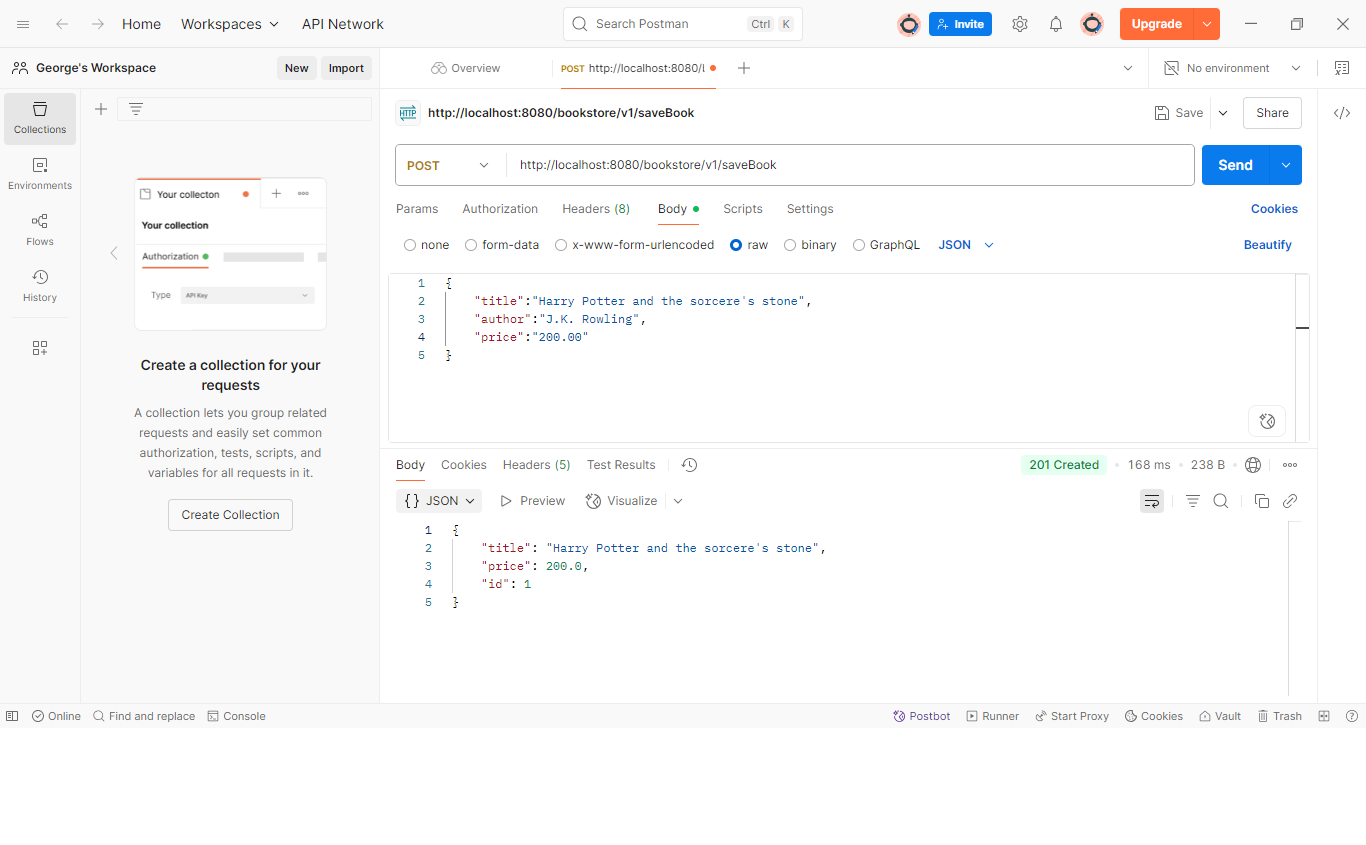 Home Workspaces API Network Search Postman Ctrl K Invite Upgrade
George's Workspace New Import Overview POST http://localhost:8080/l No environment
Collections
Environments
Flows
History
Your collecton
Your collection
Authorization
Type API Key
Create a collection for your
requests
A collection lets you group related
requests and easily set common
authorization, tests, scripts, and
variables for all requests in it.
Create Collection
HTTP http://localhost:8080/bookstore/v1/saveBook Save Share
POST http://localhost:8080/bookstore/v1/saveBook Send
Params Authorization Headers (8) Body Scripts Settings Cookies
none form-data x-www-form-urlencoded raw binary GraphQL JSON Beautify
1 {
2 "title":"Harry Potter and the sorcere's stone",
3 "author":"J.K. Rowling",
4 "price":"200.00"
5 }
Body Cookies Headers (5) Test Results 201 Created 168 ms 238 B
{} JSON Preview Visualize
1 {
2 "title": "Harry Potter and the sorcere's stone",
3 "price": 200.0,
4 "id": 1
5 }
Online Find and replace Console Postbot Runner Start Proxy Cookies Vault Trash